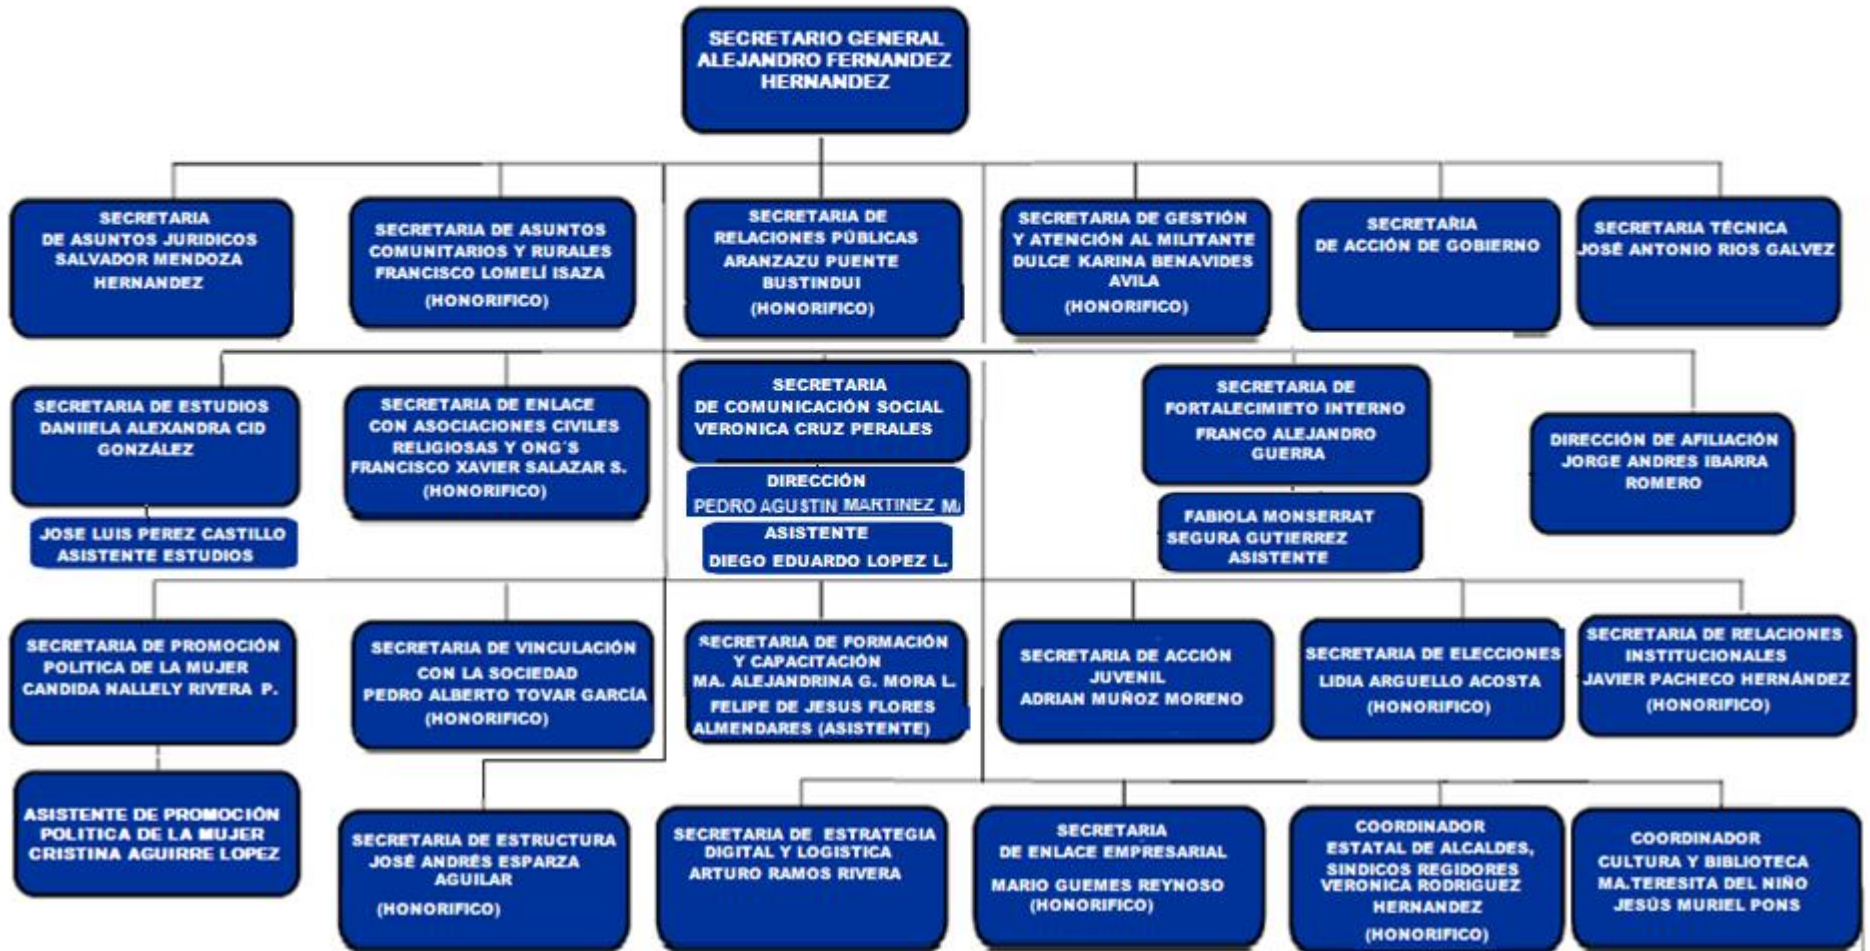 SECRETARIO GENERAL
ALEJANDRO FERNANDEZ
HERNANDEZ
SECRETARIA
DE ASUNTOS JURIDICOS
SALVADOR MENDOZA
HERNANDEZ
SECRETARIA DE ASUNTOS
COMUNITARIOS Y RURALES
FRANCISCO LOMELÍ ISAZA
(HONORIFICO)
SECRETARIA DE
RELACIONES PÚBLICAS
ARANZAZU PUENTE
BUSTINDUI
(HONORIFICO)
SECRETARIA DE GESTIÓN
Y ATENCIÓN AL MILITANTE
DULCE KARINA BENAVIDES
AVILA
(HONORIFICO)
SECRETARIA
DE ACCIÓN DE GOBIERNO
SECRETARIA TÉCNICA
JOSÉ ANTONIO RIOS GALVEZ
SECRETARIA DE ESTUDIOS
DANIIELA ALEXANDRA CID
GONZÁLEZ
JOSE LUIS PEREZ CASTILLO
ASISTENTE ESTUDIOS
SECRETARIA DE ENLACE
CON ASOCIACIONES CIVILES
RELIGIOSAS Y ONG´S
FRANCISCO XAVIER SALAZAR S.
(HONORIFICO)
SECRETARIA
DE COMUNICACIÓN SOCIAL
VERONICA CRUZ PERALES
DIRECCIÓN
PEDRO AGUSTIN MARTINEZ MA
ASISTENTE
DIEGO EDUARDO LOPEZ L.
SECRETARIA DE
FORTALECIMIETO INTERNO
FRANCO ALEJANDRO
GUERRA
FABIOLA MONSERRAT
SEGURA GUTIERREZ
ASISTENTE
DIRECCIÓN DE AFILIACIÓN
JORGE ANDRES IBARRA
ROMERO
SECRETARIA DE PROMOCIÓN
POLITICA DE LA MUJER
CANDIDA NALLELY RIVERA P.
ASISTENTE DE PROMOCIÓN
POLITICA DE LA MUJER
CRISTINA AGUIRRE LOPEZ
SECRETARIA DE VINCULACIÓN
CON LA SOCIEDAD
PEDRO ALBERTO TOVAR GARCÍA
(HONORIFICO)
SECRETARIA DE FORMACIÓN
Y CAPACITACIÓN
MA. ALEJANDRINA G. MORA L.
FELIPE DE JESUS FLORES
ALMENDARES (ASISTENTE)
SECRETARIA DE ACCIÓN
JUVENIL
ADRIAN MUÑOZ MORENO
SECRETARIA DE ELECCIONES
LIDIA ARGUELLO ACOSTA
(HONORIFICO)
SECRETARIA DE RELACIONES
INSTITUCIONALES
JAVIER PACHECO HERNÁNDEZ
(HONORIFICO)
SECRETARIA DE ESTRUCTURA
JOSÉ ANDRÉS ESPARZA
AGUILAR
(HONORIFICO)
SECRETARIA DE ESTRATEGIA
DIGITAL Y LOGISTICA
ARTURO RAMOS RIVERA
SECRETARIA
DE ENLACE EMPRESARIAL
MARIO GUEMES REYNOSO
(HONORIFICO)
COORDINADOR
ESTATAL DE ALCALDES,
SINDICOS REGIDORES
VERONICA RODRIGUEZ
HERNANDEZ
(HONORIFICO)
COORDINADOR
CULTURA Y BIBLIOTECA
MA.TERESITA DEL NIÑO
JESÚS MURIEL PONS